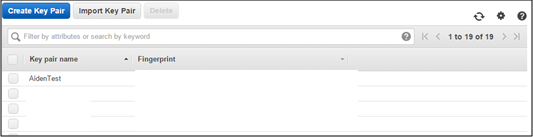 Create Key Pair Import Key Pair Delete
Filter by attributes or search by keyword
1 to 19 of 19
Key pair name Fingerprint
AidenTest